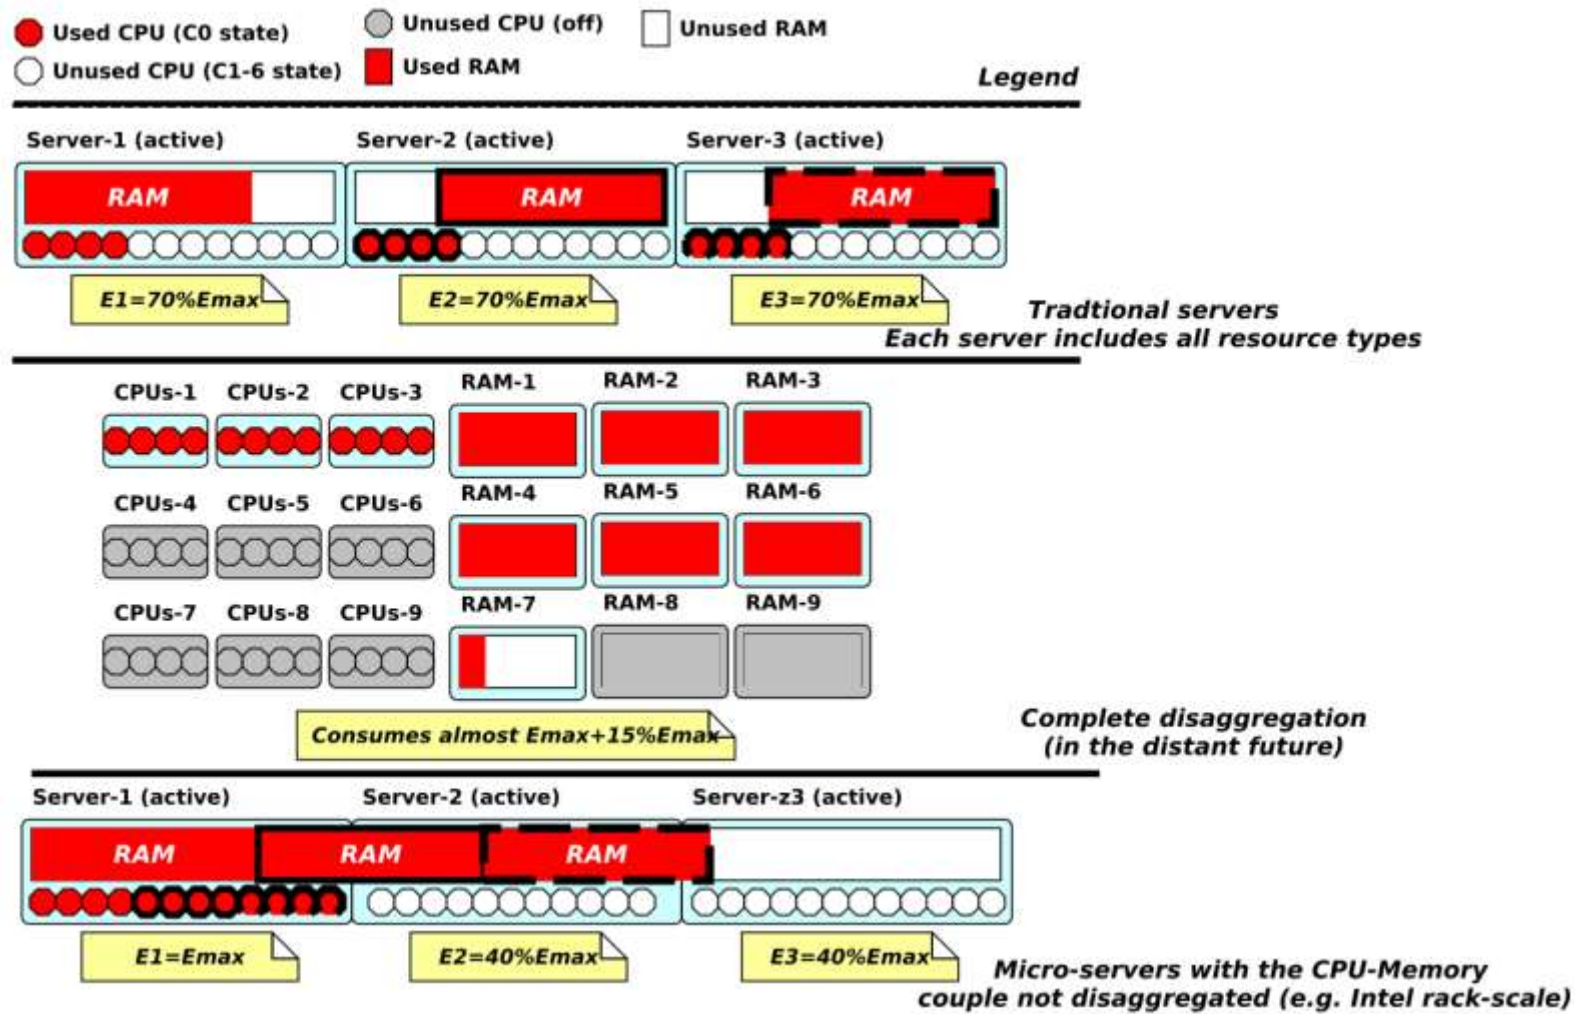 Used CPU (C0 state)
Unused CPU (off)
Unused RAM
Unused CPU (C1-6 state)
Used RAM
Legend
Server-1 (active)
Server-2 (active)
Server-3 (active)
RAM
RAM
RAM
E1=70%Emax
E2=70%Emax
E3=70%Emax
Tradtional servers
Each server includes all resource types
CPUs-1
CPUs-2
CPUs-3
RAM-1
RAM-2
RAM-3
CPUs-4
CPUs-5
CPUs-6
RAM-4
RAM-5
RAM-6
CPUs-7
CPUs-8
CPUs-9
RAM-7
RAM-8
RAM-9
Consumes almost Emax+15%Emax
Complete disaggregation
(in the distant future)
Server-1 (active)
Server-2 (active)
Server-z3 (active)
RAM
RAM
RAM
E1=Emax
E2=40%Emax
E3=40%Emax
Micro-servers with the CPU-Memory
couple not disaggregated (e.g. Intel rack-scale)